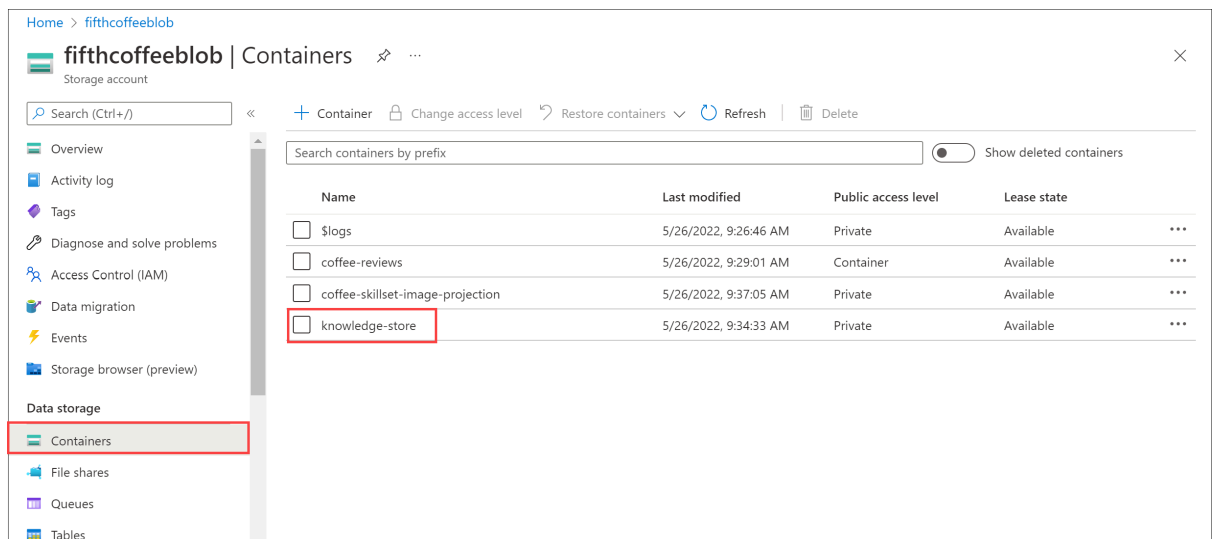 Home > fifthcoffeeblob
fifthcoffeeblob | Containers
Storage account
Search (Ctrl+/)
Overview
Activity log
Tags
Diagnose and solve problems
Access Control (IAM)
Data migration
Events
Storage browser (preview)
Data storage
Containers
File shares
Queues
Tables
Container Change access level Restore containers Refresh Delete
Search containers by prefix Show deleted containers
Name Last modified Public access level Lease state
$logs 5/26/2022, 9:26:46 AM Private Available
coffee-reviews 5/26/2022, 9:29:01 AM Container Available
coffee-skillset-image-projection 5/26/2022, 9:37:05 AM Private Available
knowledge-store 5/26/2022, 9:34:33 AM Private Available